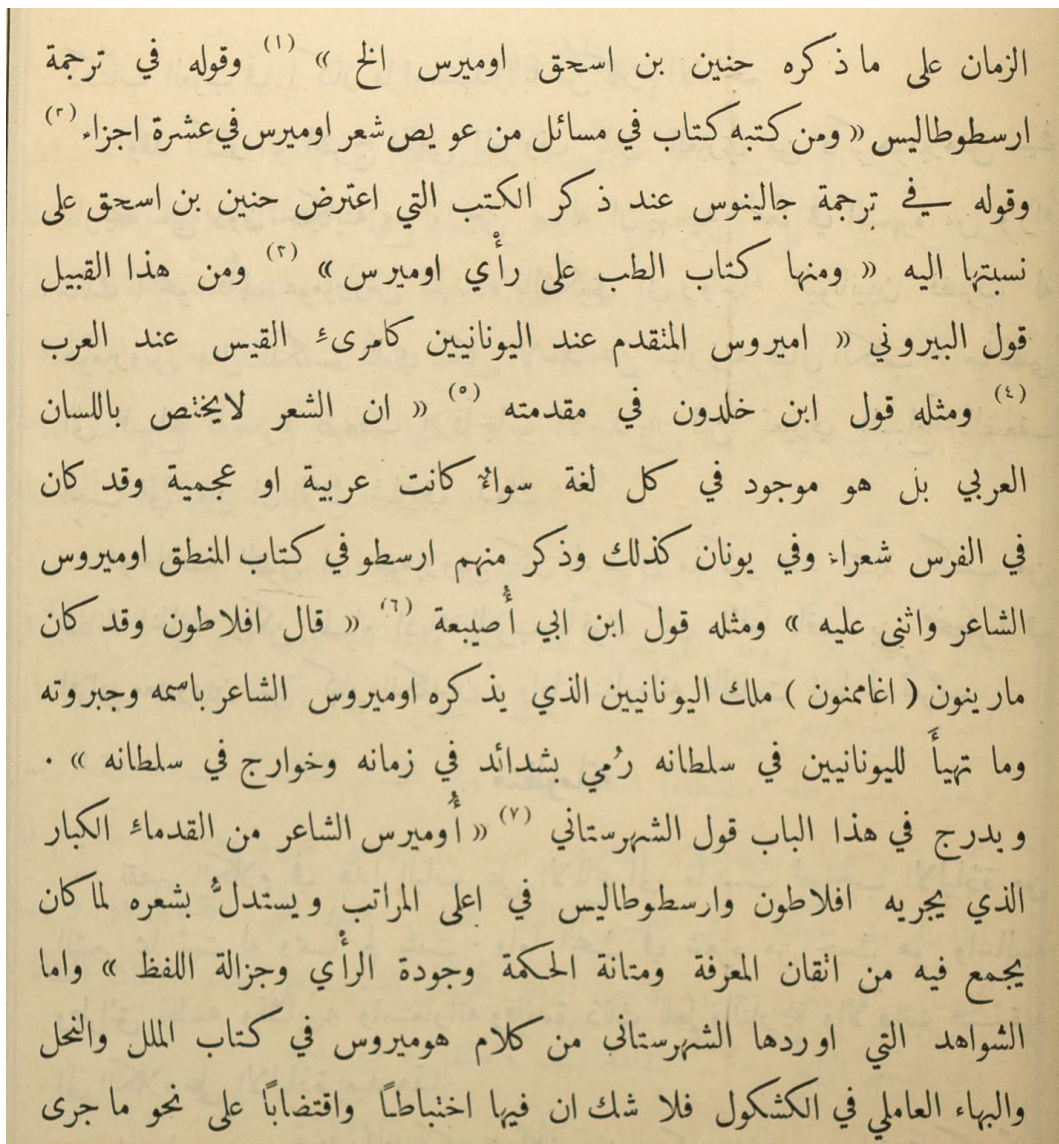 الزمان على ما ذكره حنين بن اسحق اوميرس الخ » (١) وقوله في ترجمة
ارسطوطاليس « ومن كتبه كتاب في مسائل من عويص شعر اوميرس في عشرة اجزاء (٢)
وقوله في ترجمة جالينوس عند ذكر الكتب التي اعترض حنين بن اسحق على
نسبتها اليه « ومنها كتاب الطب على رأي اوميرس » (٣) ومن هذا القبيل
قول البيروني « اميروس المتقدم عند اليونانيين كامرىء القيس عند العرب
(٤) ومثله قول ابن خلدون في مقدمته (٥) « ان الشعر لايختص باللسان
العربي بل هو موجود في كل لغة سواءٌ كانت عربية او عجمية وقد كان
في الفرس شعراء وفي يونان كذلك وذكر منهم ارسطو في كتاب المنطق اوميروس
الشاعر واثنى عليه » ومثله قول ابن ابي أُصيبعة (٦) « قال افلاطون وقد كان
مارينون ( اغاممنون ) ملك اليونانيين الذي يذكره اوميروس الشاعر باسمه وجبروته
وما تهيأَ لليونانيين في سلطانه رُمي بشدائد في زمانه وخوارج في سلطانه » .
ويدرج في هذا الباب قول الشهرستاني (٧) « أُوميرس الشاعر من القدماء الكبار
الذي يجريه افلاطون وارسطوطاليس في اعلى المراتب ويستدلُّ بشعره لما كان
يجمع فيه من اتقان المعرفة ومتانة الحكمة وجودة الرأي وجزالة اللفظ » واما
الشواهد التي اوردها الشهرستاني من كلام هوميروس في كتاب الملل والنحل
والبهاء العاملي في الكشكول فلا شك ان فيها اختباطاً واقتضاباً على نحو ما جرى